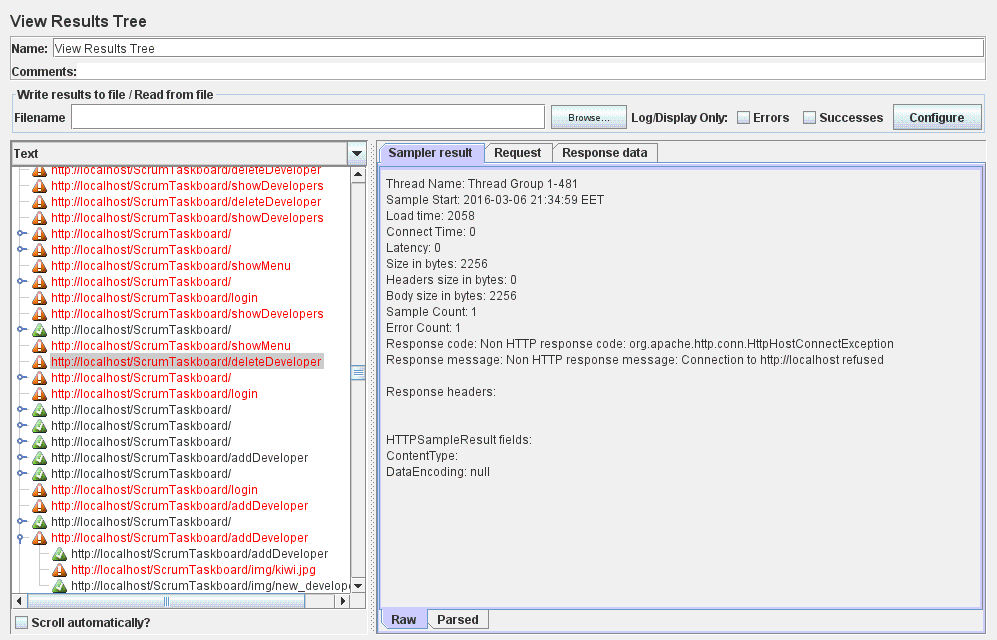 View Results Tree
Name: View Results Tree
Comments:
Write results to file / Read from file
Filename Browse... Log/Display Only: Errors Successes Configure
Text
http://localhost/ScrumTaskboard/deleteDeveloper
http://localhost/ScrumTaskboard/showDevelopers
http://localhost/ScrumTaskboard/deleteDeveloper
http://localhost/ScrumTaskboard/showDevelopers
http://localhost/ScrumTaskboard/
http://localhost/ScrumTaskboard/
http://localhost/ScrumTaskboard/showMenu
http://localhost/ScrumTaskboard/
http://localhost/ScrumTaskboard/login
http://localhost/ScrumTaskboard/showDevelopers
http://localhost/ScrumTaskboard/
http://localhost/ScrumTaskboard/showMenu
http://localhost/ScrumTaskboard/deleteDeveloper
http://localhost/ScrumTaskboard/
http://localhost/ScrumTaskboard/login
http://localhost/ScrumTaskboard/
http://localhost/ScrumTaskboard/
http://localhost/ScrumTaskboard/
http://localhost/ScrumTaskboard/addDeveloper
http://localhost/ScrumTaskboard/
http://localhost/ScrumTaskboard/login
http://localhost/ScrumTaskboard/addDeveloper
http://localhost/ScrumTaskboard/
http://localhost/ScrumTaskboard/addDeveloper
http://localhost/ScrumTaskboard/addDeveloper
http://localhost/ScrumTaskboard/img/kiwi.jpg
http://localhost/ScrumTaskboard/img/new_develop
Scroll automatically?
Sampler result Request Response data
Thread Name: Thread Group 1-481
Sample Start: 2016-03-06 21:34:59 EET
Load time: 2058
Connect Time: 0
Latency: 0
Size in bytes: 2256
Headers size in bytes: 0
Body size in bytes: 2256
Sample Count: 1
Error Count: 1
Response code: Non HTTP response code: org.apache.http.conn.HttpHostConnectException
Response message: Non HTTP response message: Connection to http://localhost refused
Response headers:
HTTPSampleResult fields:
ContentType:
DataEncoding: null
Raw Parsed